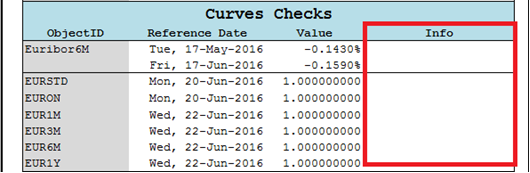 Curves Checks
ObjectID Reference Date Value Info
Euribor6M Tue, 17-May-2016 -0.1430%
Fri, 17-Jun-2016 -0.1590%
EURSTD Mon, 20-Jun-2016 1.000000000
EURON Mon, 20-Jun-2016 1.000000000
EUR1M Wed, 22-Jun-2016 1.000000000
EUR3M Wed, 22-Jun-2016 1.000000000
EUR6M Wed, 22-Jun-2016 1.000000000
EUR1Y Wed, 22-Jun-2016 1.000000000